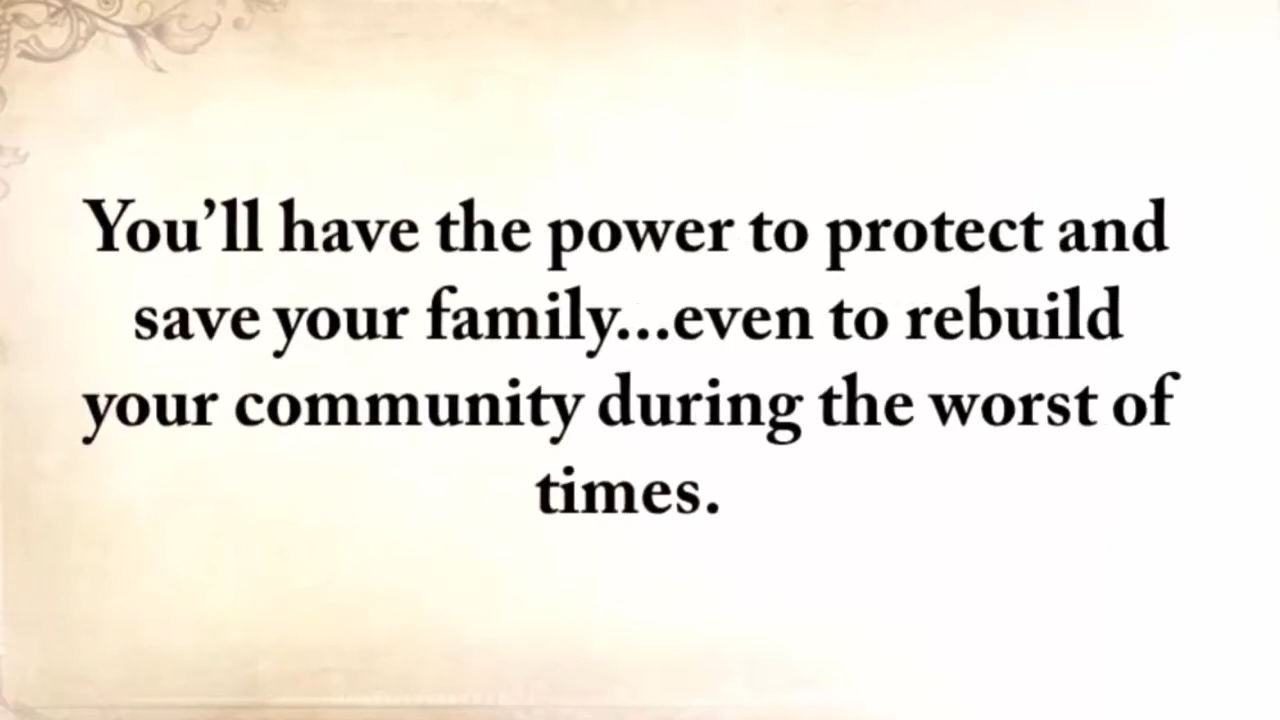 You’ll have the power to protect and
save your family...even to rebuild
your community during the worst of
times.